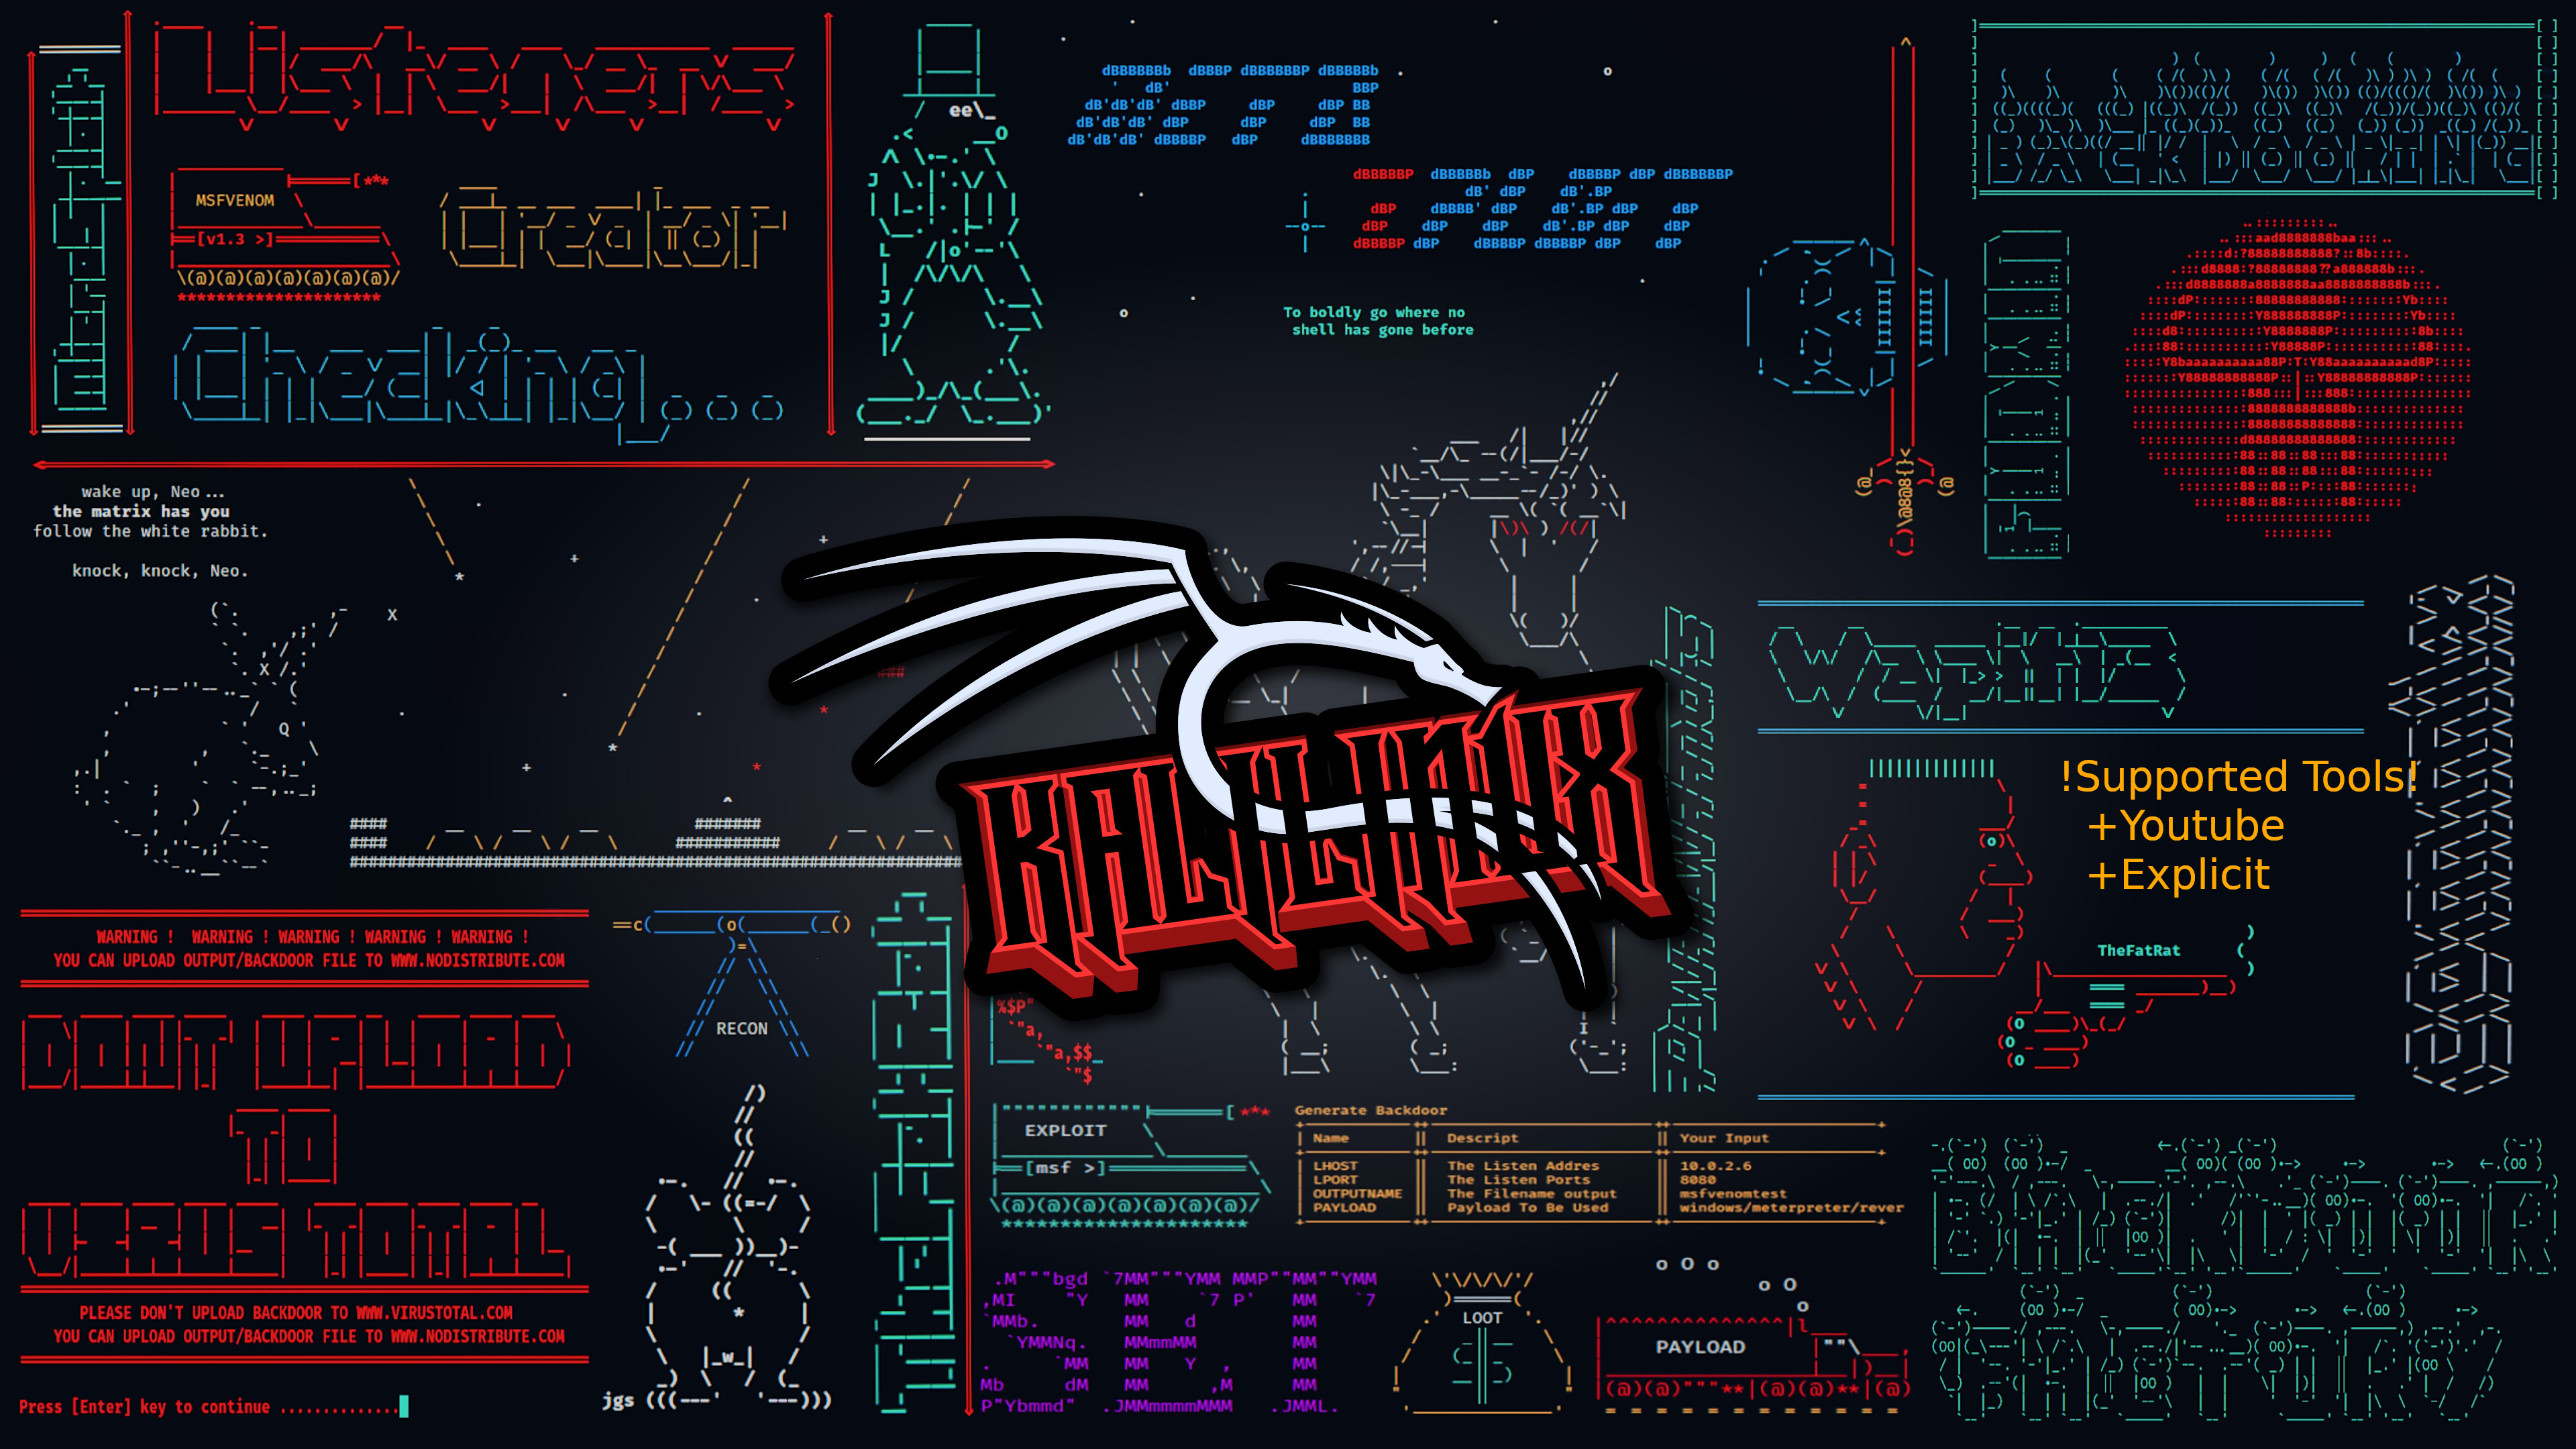 Listeners
MSFVENOM
[v1.3 >]
Creator
Checking...
To boldly go where no
shell has gone before
Backdooring
wake up, Neo...
the matrix has you
follow the white rabbit.
knock, knock, Neo.
KALI LINUX
!Supported Tools!
+Youtube
+Explicit
TheFatRat
WARNING ! WARNING ! WARNING ! WARNING ! WARNING !
YOU CAN UPLOAD OUTPUT/BACKDOOR FILE TO WWW.NODISTRIBUTE.COM
DONT UPLOAD
TO
VIRUS TOTAL
PLEASE DON'T UPLOAD BACKDOOR TO WWW.VIRUSTOTAL.COM
YOU CAN UPLOAD OUTPUT/BACKDOOR FILE TO WWW.NODISTRIBUTE.COM
Press [Enter] key to continue ..............
RECON
jgs
EXPLOIT
[msf >]
Generate Backdoor
Name Descript Your Input
LHOST The Listen Addres 10.0.2.6
LPORT The Listen Ports 8080
OUTPUTNAME The Filename output msfvenomtest
PAYLOAD Payload To Be Used windows/meterpreter/rever
SET
LOOT
PAYLOAD
BACKDOOR
FACTORY